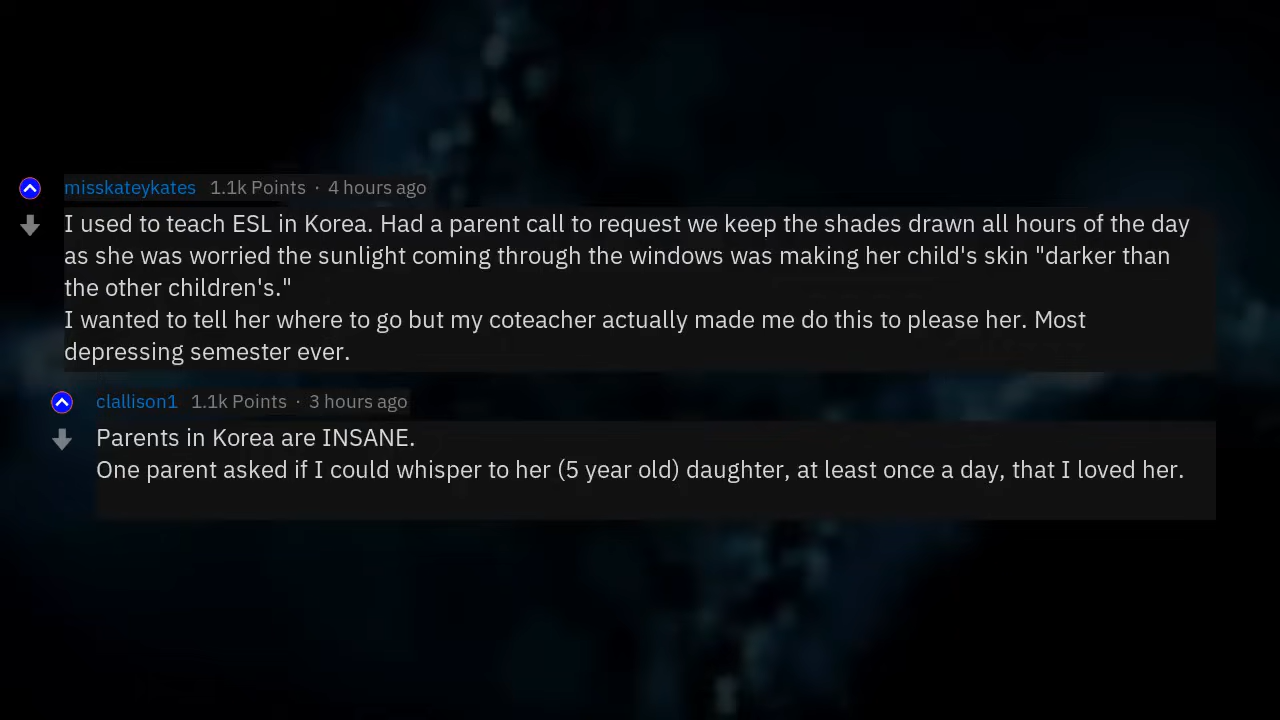 misskateykates 1.1k Points · 4 hours ago
I used to teach ESL in Korea. Had a parent call to request we keep the shades drawn all hours of the day
as she was worried the sunlight coming through the windows was making her child's skin "darker than
the other children's."
I wanted to tell her where to go but my coteacher actually made me do this to please her. Most
depressing semester ever.
clallison1 1.1k Points · 3 hours ago
Parents in Korea are INSANE.
One parent asked if I could whisper to her (5 year old) daughter, at least once a day, that I loved her.